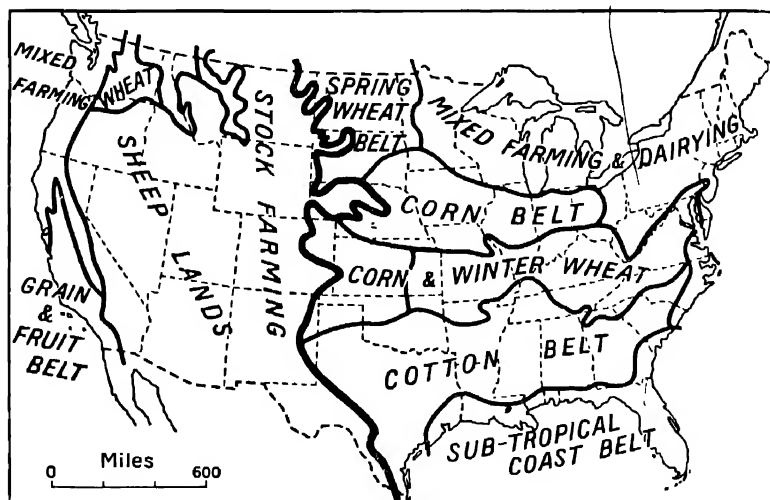 MIXED
FARMING
WHEAT
SPRING
WHEAT
BELT
MIXED FARMING & DAIRYING
STOCK FARMING
SHEEP
LANDS
CORN BELT
CORN & WINTER WHEAT
GRAIN
&
FRUIT
BELT
COTTON BELT
SUB-TROPICAL
COAST BELT
Miles
0 600